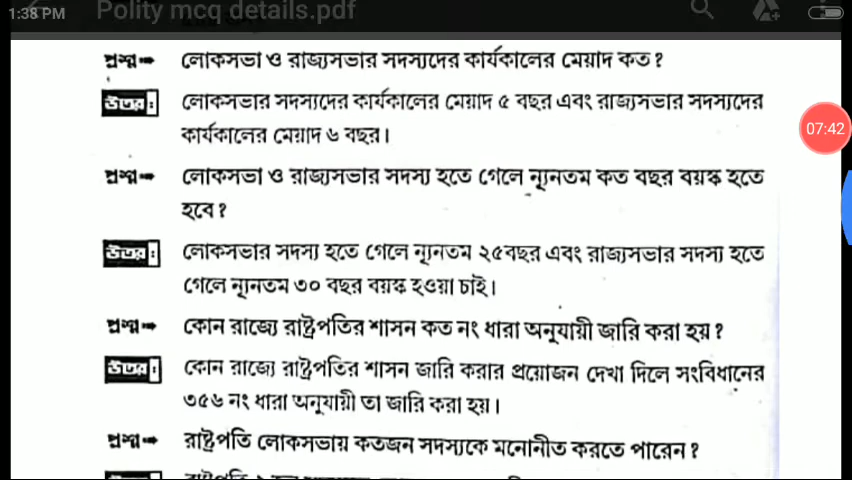 1:38 PM
Polity mcq details.pdf
প্রশ্ন➡ লোকসভা ও রাজ্যসভার সদস্যদের কার্যকালের মেয়াদ কত?
07:42
উত্তর: লোকসভার সদস্যদের কার্যকালের মেয়াদ ৫ বছর এবং রাজ্যসভার সদস্যদের
কার্যকালের মেয়াদ ৬ বছর।
প্রশ্ন➡ লোকসভা ও রাজ্যসভার সদস্য হতে গেলে ন্যূনতম কত বছর বয়স্ক হতে
হবে?
উত্তর: লোকসভার সদস্য হতে গেলে ন্যূনতম ২৫বছর এবং রাজ্যসভার সদস্য হতে
গেলে ন্যূনতম ৩০ বছর বয়স্ক হওয়া চাই।
প্রশ্ন➡ কোন রাজ্যে রাষ্ট্রপতির শাসন কত নং ধারা অনুযায়ী জারি করা হয়?
উত্তর: কোন রাজ্যে রাষ্ট্রপতির শাসন জারি করার প্রয়োজন দেখা দিলে সংবিধানের
৩৫৬ নং ধারা অনুযায়ী তা জারি করা হয়।
প্রশ্ন➡ রাষ্ট্রপতি লোকসভায় কতজন সদস্যকে মনোনীত করতে পারেন?